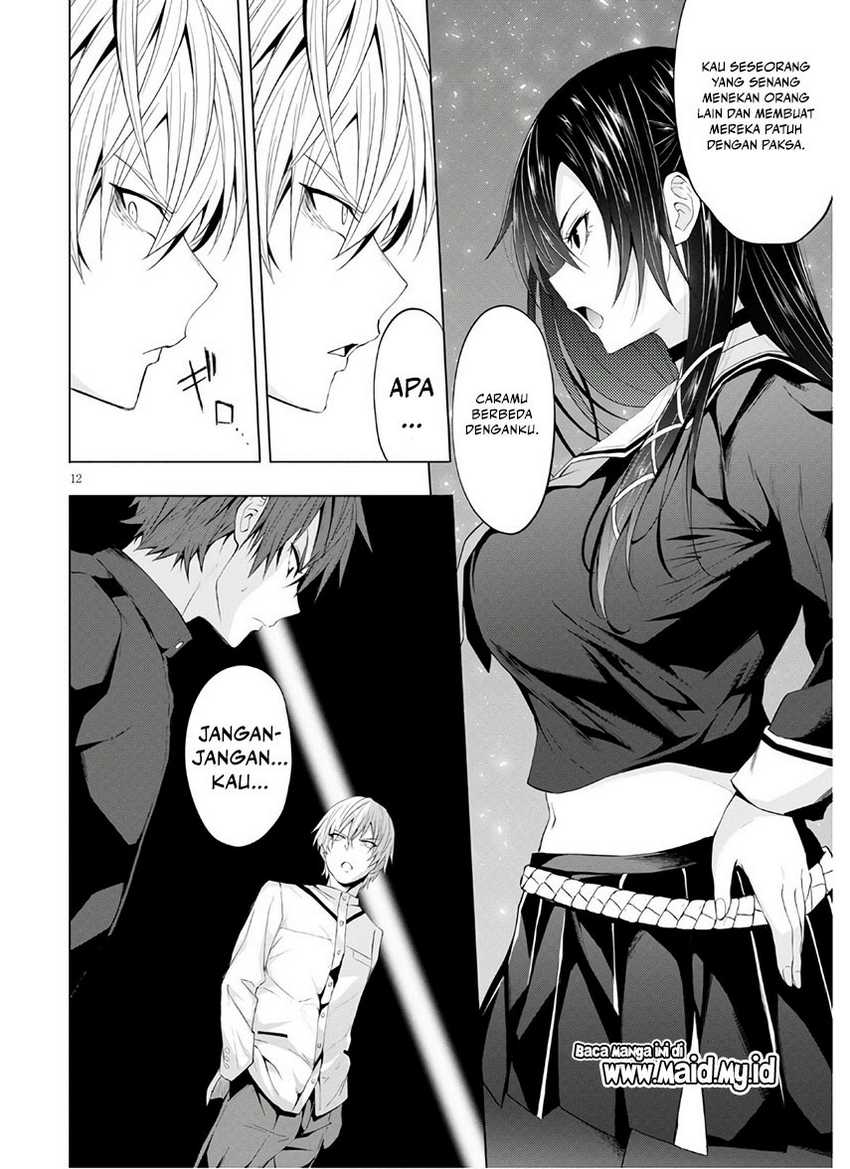 KAU SESEORANG
YANG SENANG
MENEKAN ORANG
LAIN DAN MEMBUAT
MEREKA PATUH
DENGAN PAKSA.
CARAMU
BERBEDA
DENGANKU.
APA
...
ギロ...
12
JANGAN-
JANGAN...
KAU...
Baca manga ini di
www.Maid.my.id